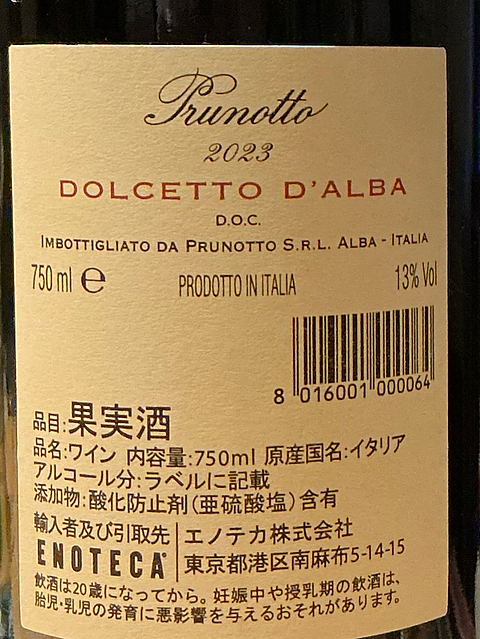 Prunotto
2023
DOLCETTO D'ALBA
D.O.C.
IMBOTTIGLIATO DA PRUNOTTO S.R.L. ALBA - ITALIA
750 ml ℮ PRODOTTO IN ITALIA 13% Vol
8 016001 000064
品目:果実酒
品名:ワイン 内容量:750ml 原産国名:イタリア
アルコール分:ラベルに記載
添加物:酸化防止剤(亜硫酸塩)含有
輸入者及び引取先 エノテカ株式会社
ENOTECA 東京都港区南麻布5-14-15
飲酒は20歳になってから。妊娠中や授乳期の飲酒は、
胎児・乳児の発育に悪影響を与えるおそれがあります。